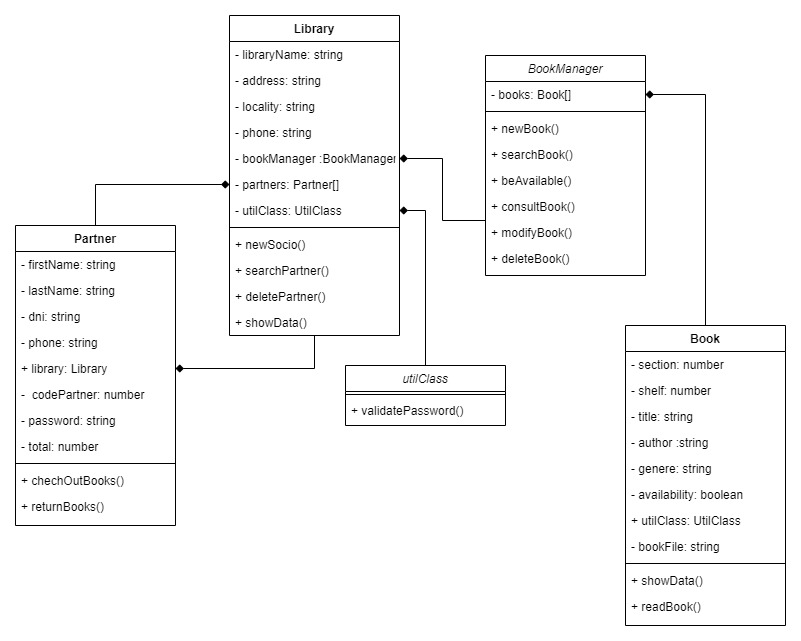 Library
- libraryName: string
- address: string
- locality: string
- phone: string
- bookManager :BookManager
- partners: Partner[]
- utilClass: UtilClass
+ newSocio()
+ searchPartner()
+ deletePartner()
+ showData()
BookManager
- books: Book[]
+ newBook()
+ searchBook()
+ beAvailable()
+ consultBook()
+ modifyBook()
+ deleteBook()
Partner
- firstName: string
- lastName: string
- dni: string
- phone: string
+ library: Library
- codePartner: number
- password: string
- total: number
+ chechOutBooks()
+ returnBooks()
utilClass
+ validatePassword()
Book
- section: number
- shelf: number
- title: string
- author :string
- genere: string
- availability: boolean
+ utilClass: UtilClass
- bookFile: string
+ showData()
+ readBook()